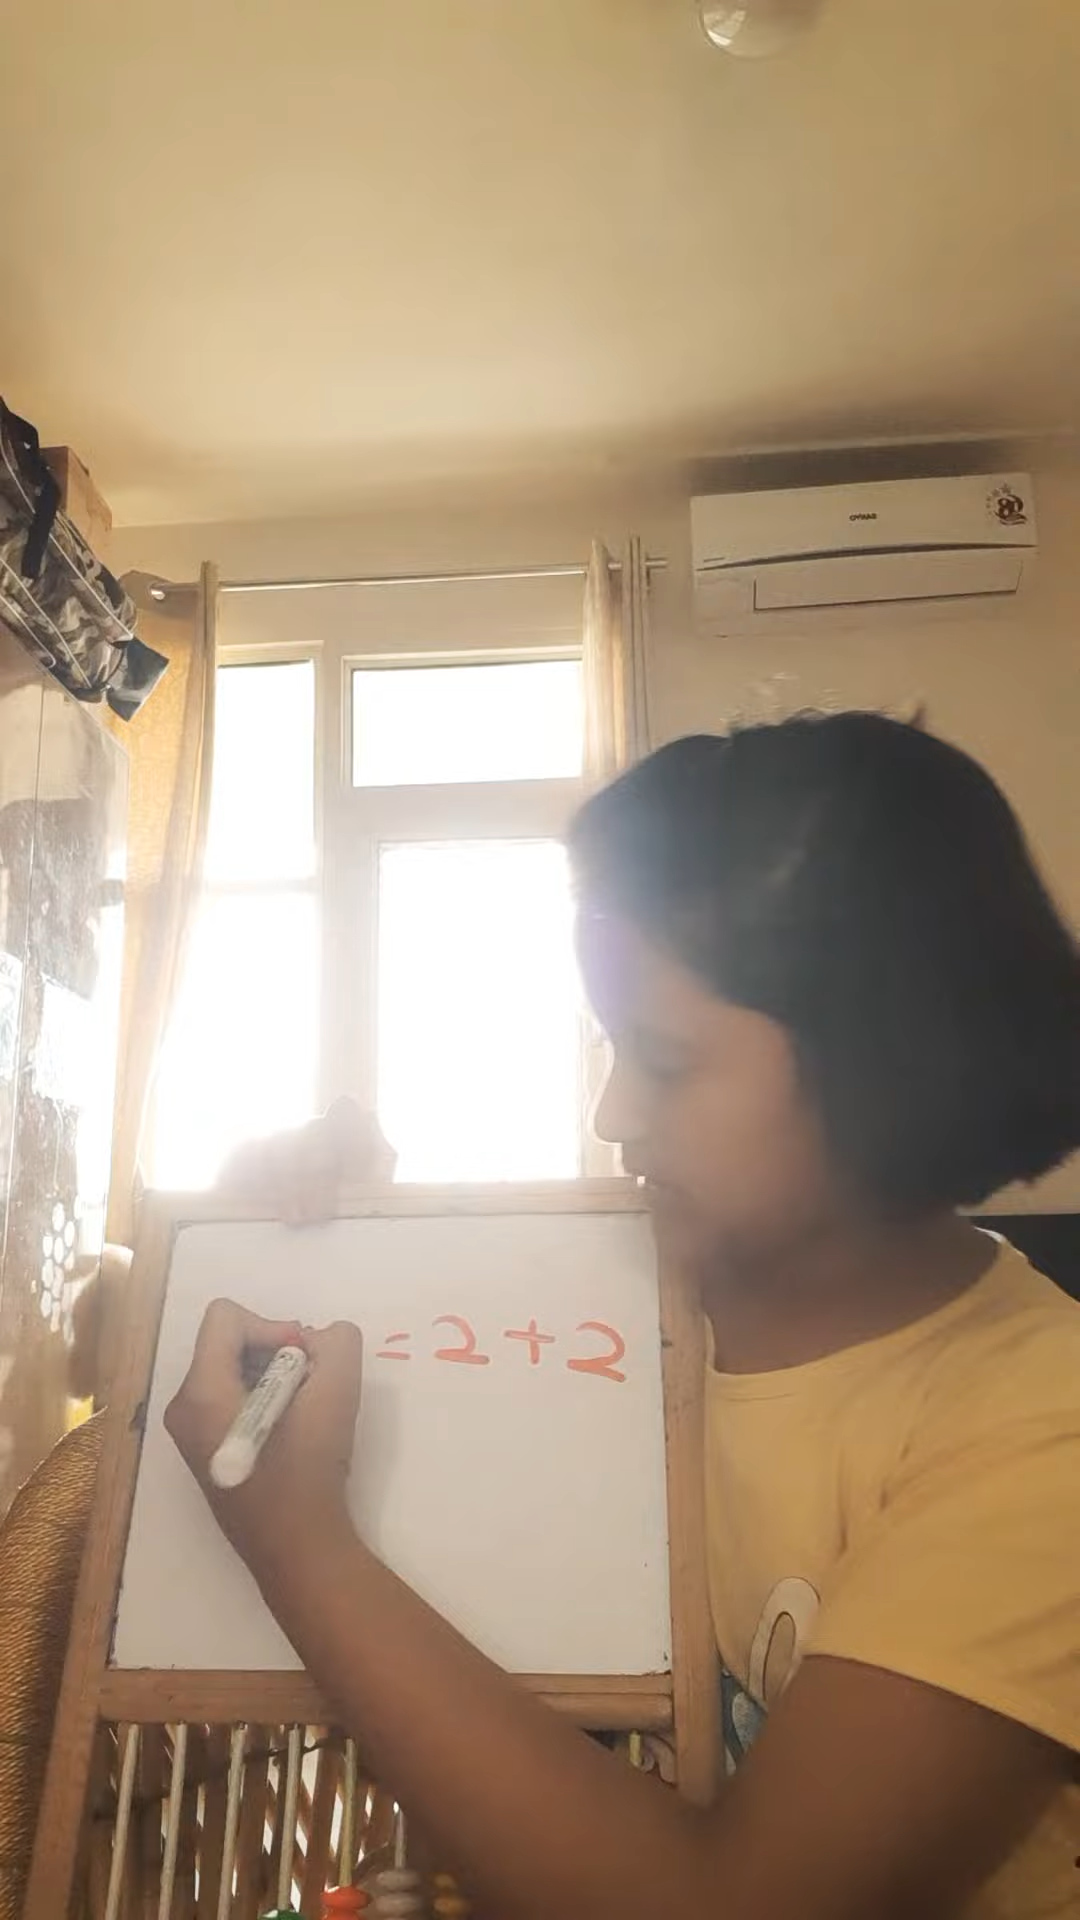 = 2 + 2